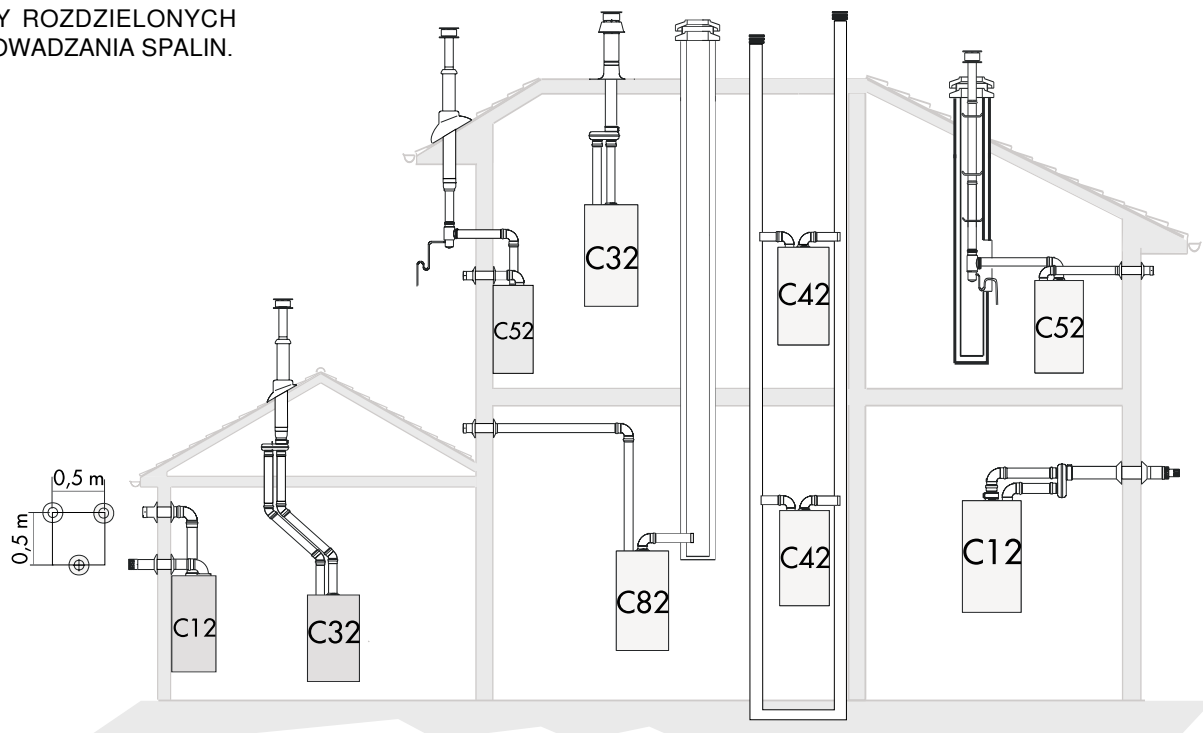 Y ROZDZIELONYCH
OWADZANIA SPALIN.
C32
C42
C52
C52
0,5 m
0,5 m
C12
C32
C82
C42
C12